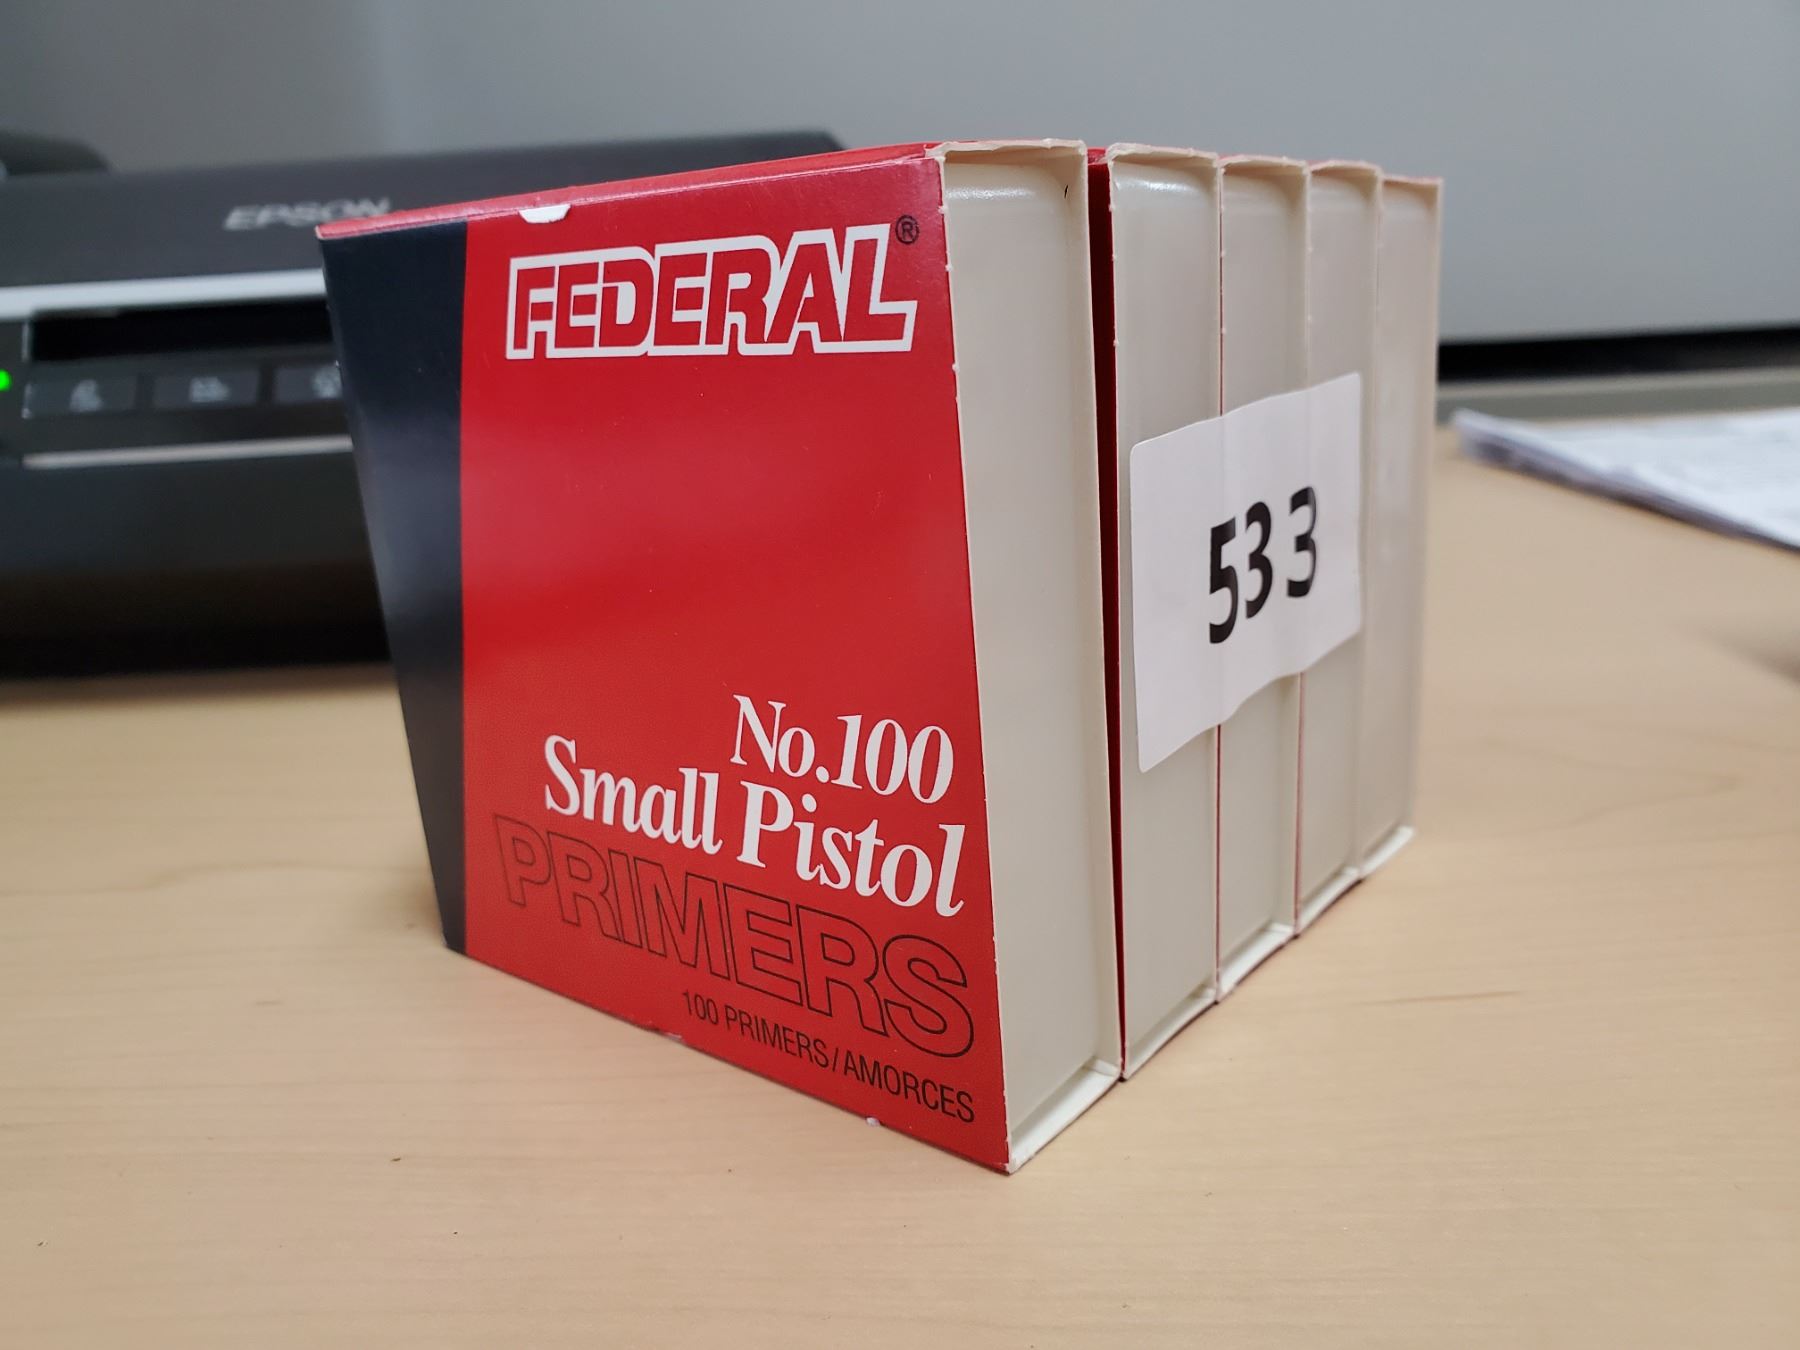 EPSON
FEDERAL®
No.100
Small Pistol
PRIMERS
100 PRIMERS/AMORCES
533